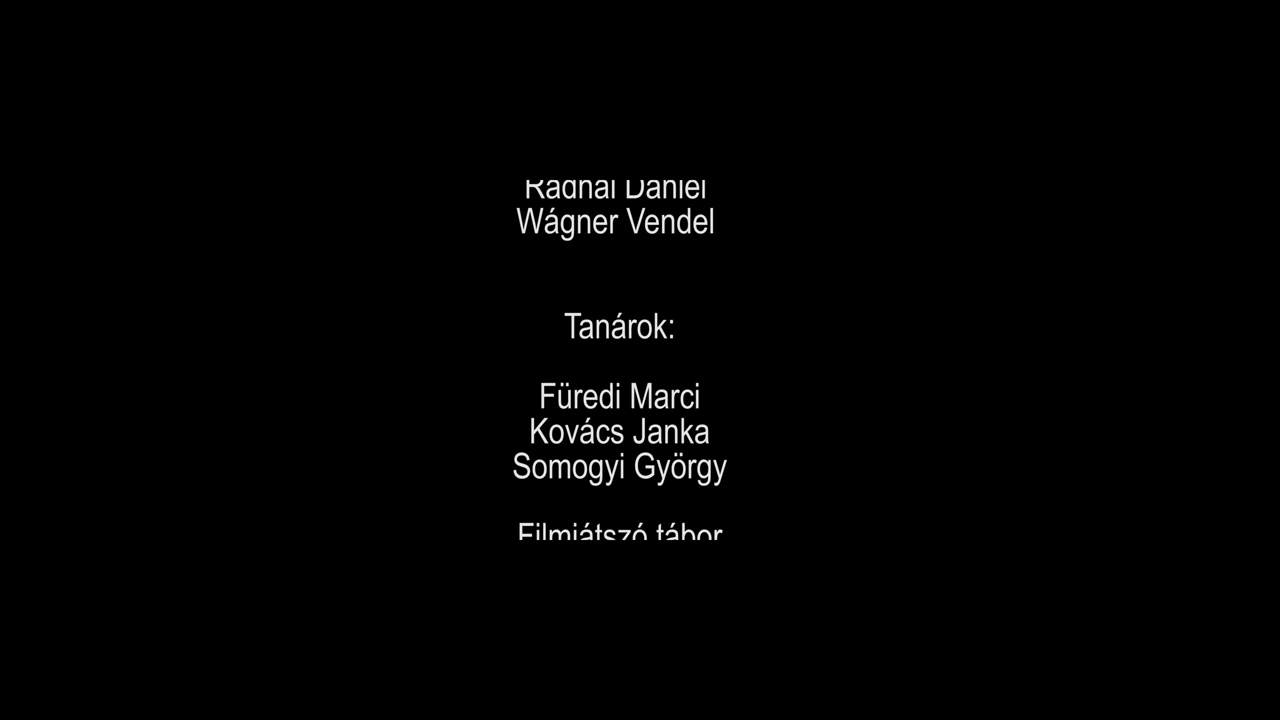 Wágner Vendel
Tanárok:
Füredi Marci
Kovács Janka
Somogyi György
Filmjátszó tábor